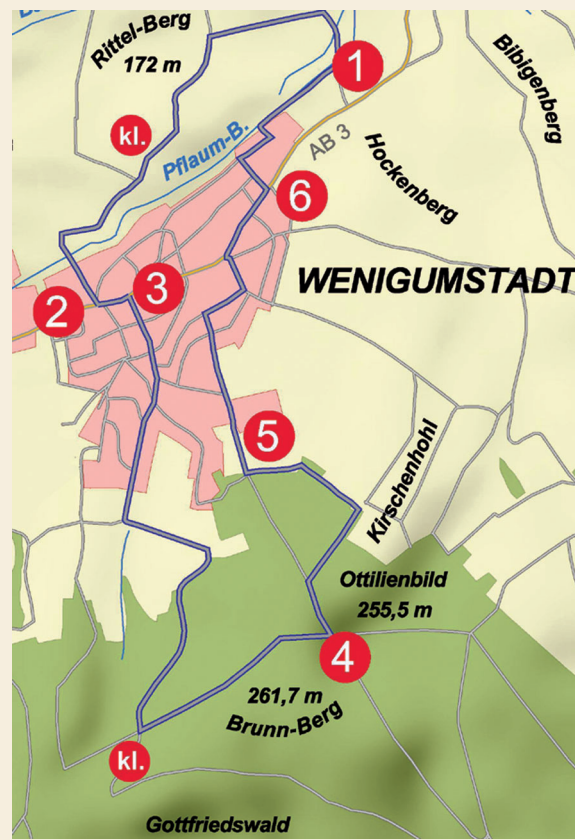 Rittel-Berg
172 m
1
Bibigenberg
kl.
Pflaum-B.
AB 3
Hockenberg
6
WENIGUMSTADT
3
2
5
Kirschenhohl
Ottilienbild
255,5 m
4
261,7 m
Brunn-Berg
kl.
Gottfriedswald